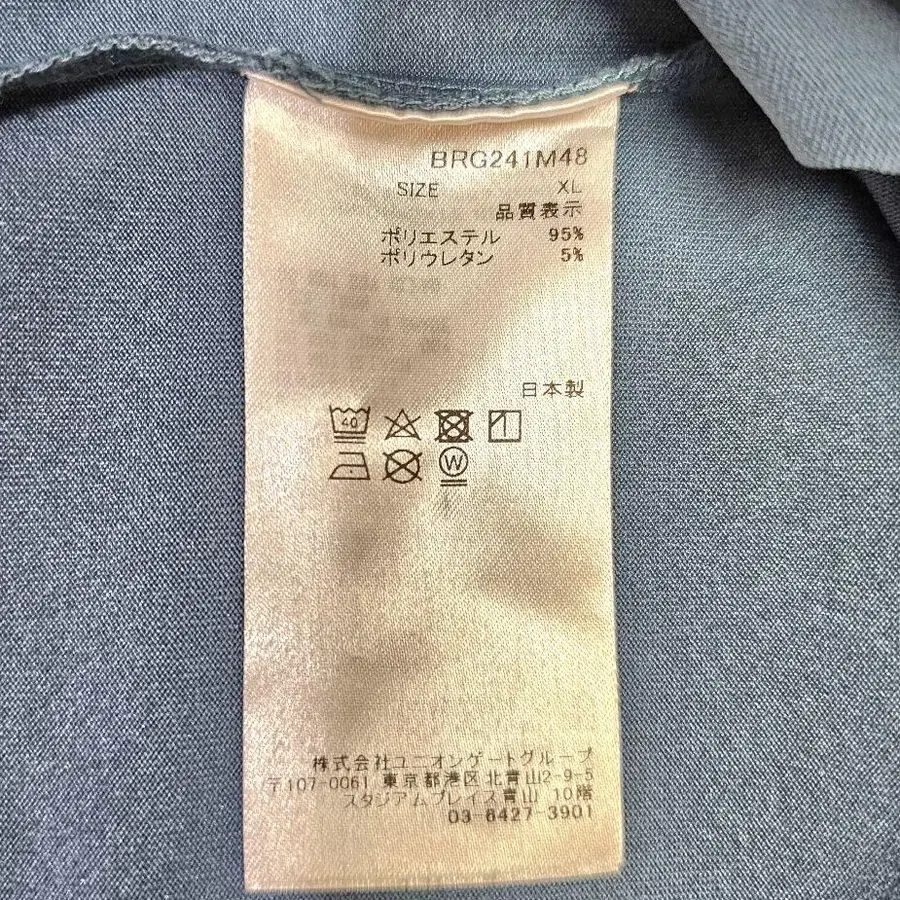 BRG241M48
SIZE XL
品質表示
ポリエステル 95%
ポリウレタン 5%
日本製
40
W
株式会社ユニオンゲートグループ
〒107-0061 東京都港区北青山2-9-5
スタジアムプレイス青山 10階
03-6427-3901